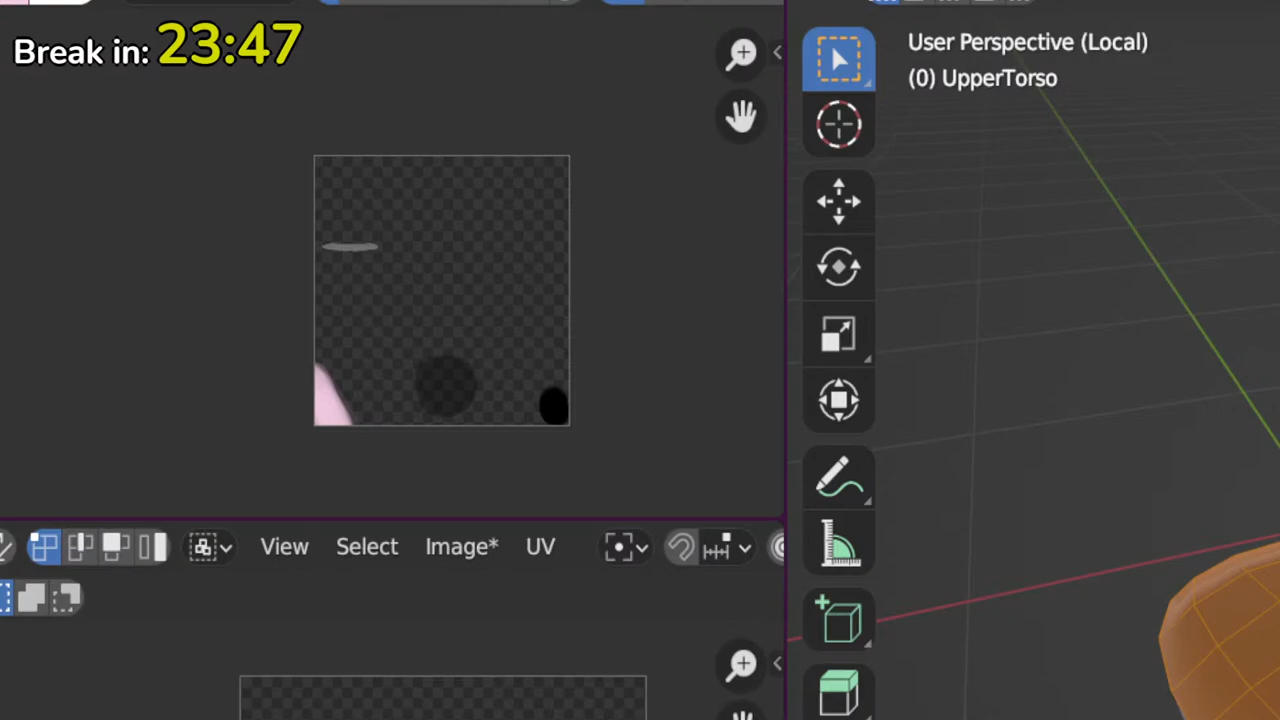 Break in: 23:47
User Perspective (Local)
(0) UpperTorso
View Select Image* UV